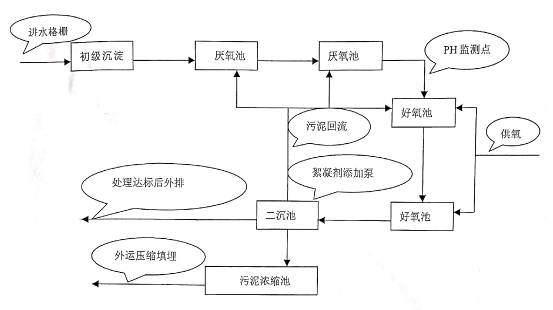 进水格栅
初级沉淀
厌氧池
厌氧池
PH 监测点
好氧池
污泥回流
供氧
处理达标后外排
絮凝剂添加泵
二沉池
好氧池
外运压缩填埋
污泥浓缩池